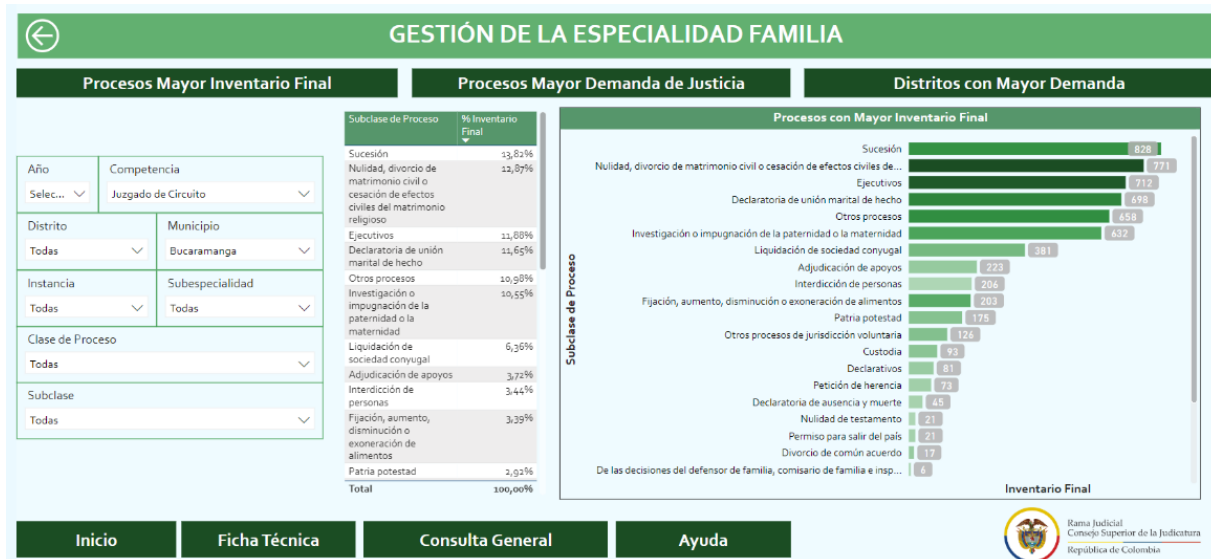 GESTIÓN DE LA ESPECIALIDAD FAMILIA
Procesos Mayor Inventario Final
Procesos Mayor Demanda de Justicia
Distritos con Mayor Demanda
Año
Selec...
Competencia
Juzgado de Circuito
Distrito
Todas
Municipio
Bucaramanga
Instancia
Todas
Subespecialidad
Todas
Clase de Proceso
Todas
Subclase
Todas
Subclase de Proceso % Inventario
Final
Sucesión 13,82%
Nulidad, divorcio de 12,87%
matrimonio civil o
cesación de efectos
civiles del matrimonio
religioso
Ejecutivos 11,88%
Declaratoria de unión 11,65%
marital de hecho
Otros procesos 10,98%
Investigación o 10,55%
impugnación de la
paternidad o la
maternidad
Liquidación de 6,36%
sociedad conyugal
Adjudicación de apoyos 3,72%
Interdicción de 3,44%
personas
Fijación, aumento, 3,39%
disminución o
exoneración de
alimentos
Patria potestad 2,92%
Total 100,00%
Procesos con Mayor Inventario Final
Subclase de Proceso
Sucesión 828
Nulidad, divorcio de matrimonio civil o cesación de efectos civiles de... 771
Ejecutivos 712
Declaratoria de unión marital de hecho 698
Otros procesos 658
Investigación o impugnación de la paternidad o la maternidad 632
Liquidación de sociedad conyugal 381
Adjudicación de apoyos 223
Interdicción de personas 206
Fijación, aumento, disminución o exoneración de alimentos 203
Patria potestad 175
Otros procesos de jurisdicción voluntaria 126
Custodia 93
Declarativos 81
Petición de herencia 73
Declaratoria de ausencia y muerte 45
Nulidad de testamento 21
Permiso para salir del país 21
Divorcio de común acuerdo 17
De las decisiones del defensor de familia, comisario de familia e insp... 6
Inventario Final
Inicio
Ficha Técnica
Consulta General
Ayuda
Rama Judicial
Consejo Superior de la Judicatura
República de Colombia